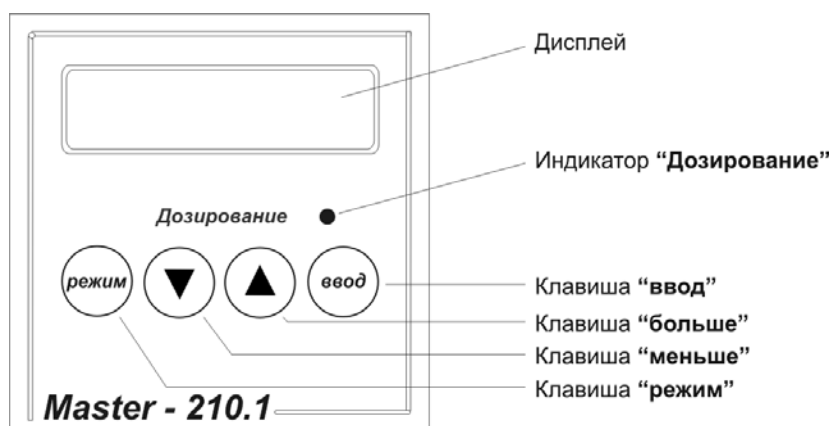 Дисплей
Индикатор “Дозирование”
Дозирование
режим
ввод
Клавиша “ввод”
Клавиша “больше”
Клавиша “меньше”
Клавиша “режим”
Master - 210.1